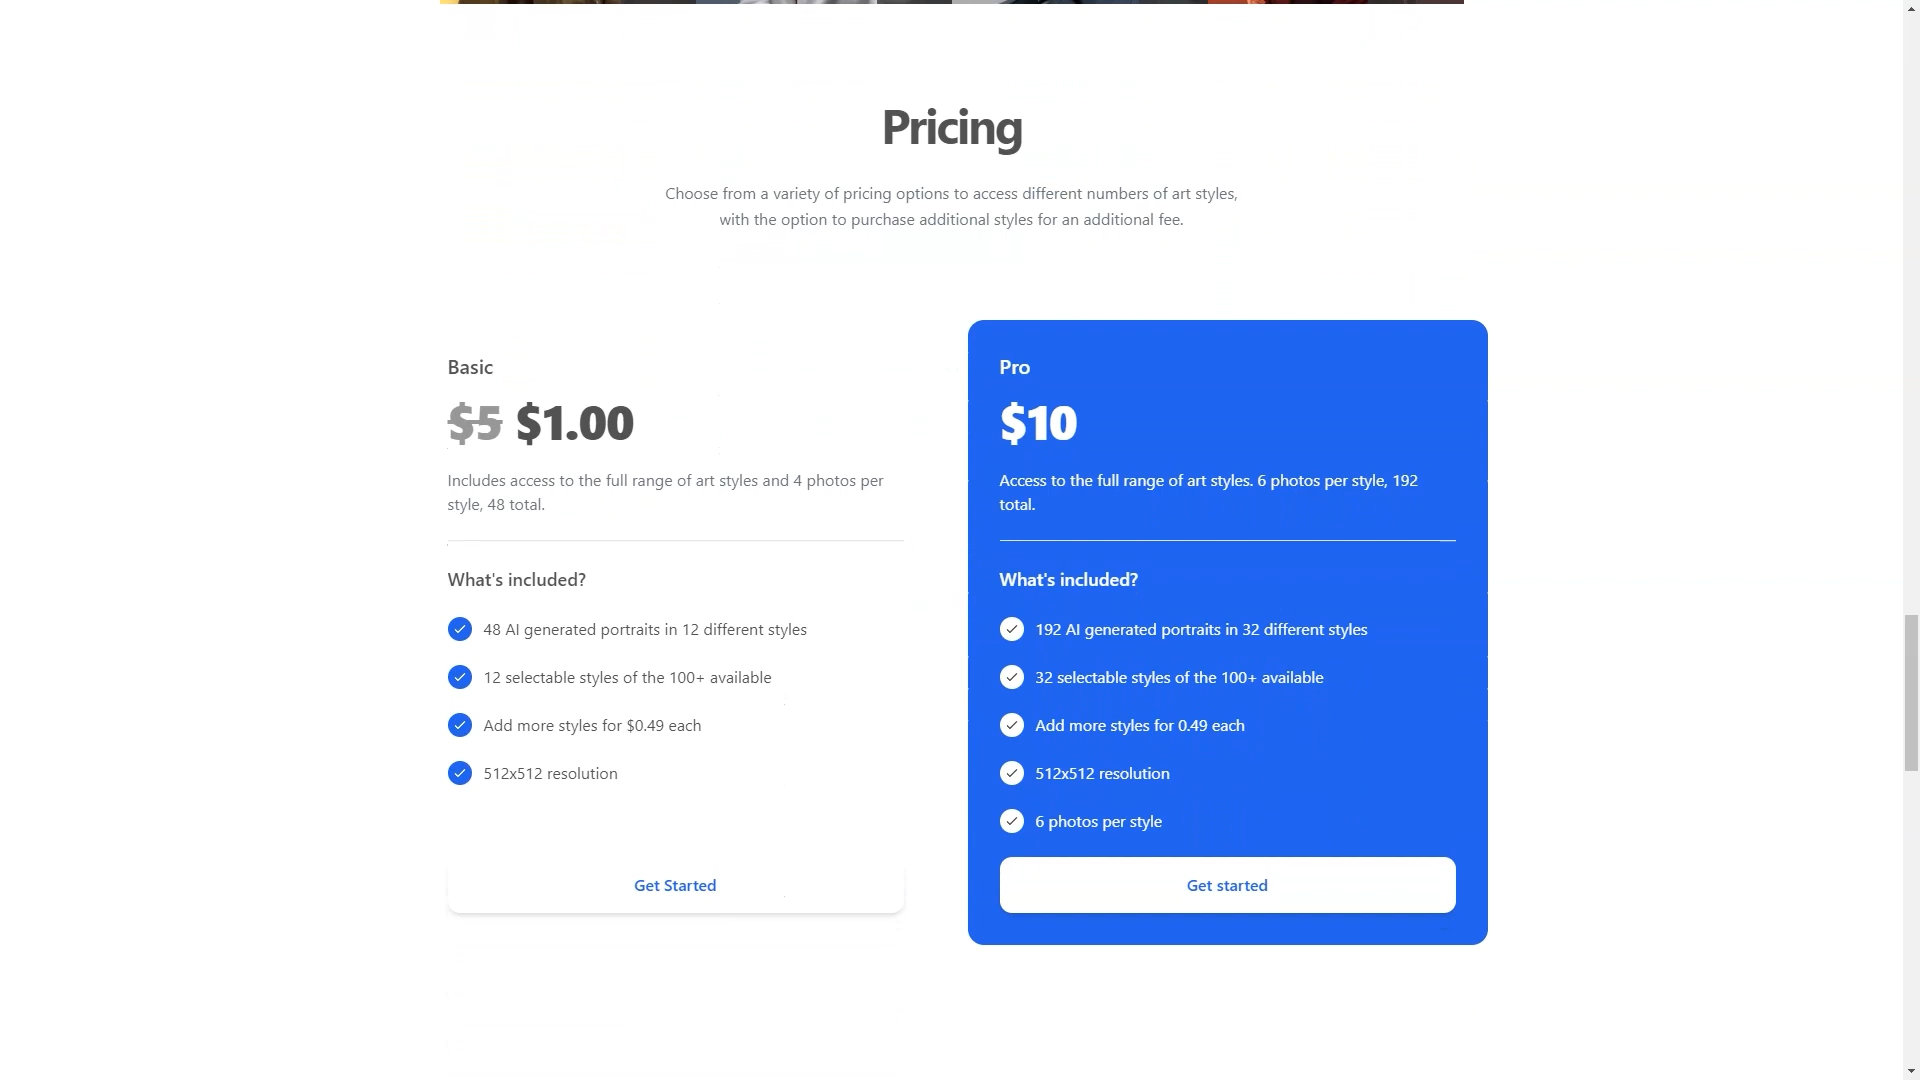 Pricing
Choose from a variety of pricing options to access different numbers of art styles,
with the option to purchase additional styles for an additional fee.
Basic
$5 $1.00
Includes access to the full range of art styles and 4 photos per
style, 48 total.
What's included?
48 AI generated portraits in 12 different styles
12 selectable styles of the 100+ available
Add more styles for $0.49 each
512x512 resolution
Get Started
Pro
$10
Access to the full range of art styles. 6 photos per style, 192
total.
What's included?
192 AI generated portraits in 32 different styles
32 selectable styles of the 100+ available
Add more styles for 0.49 each
512x512 resolution
6 photos per style
Get started